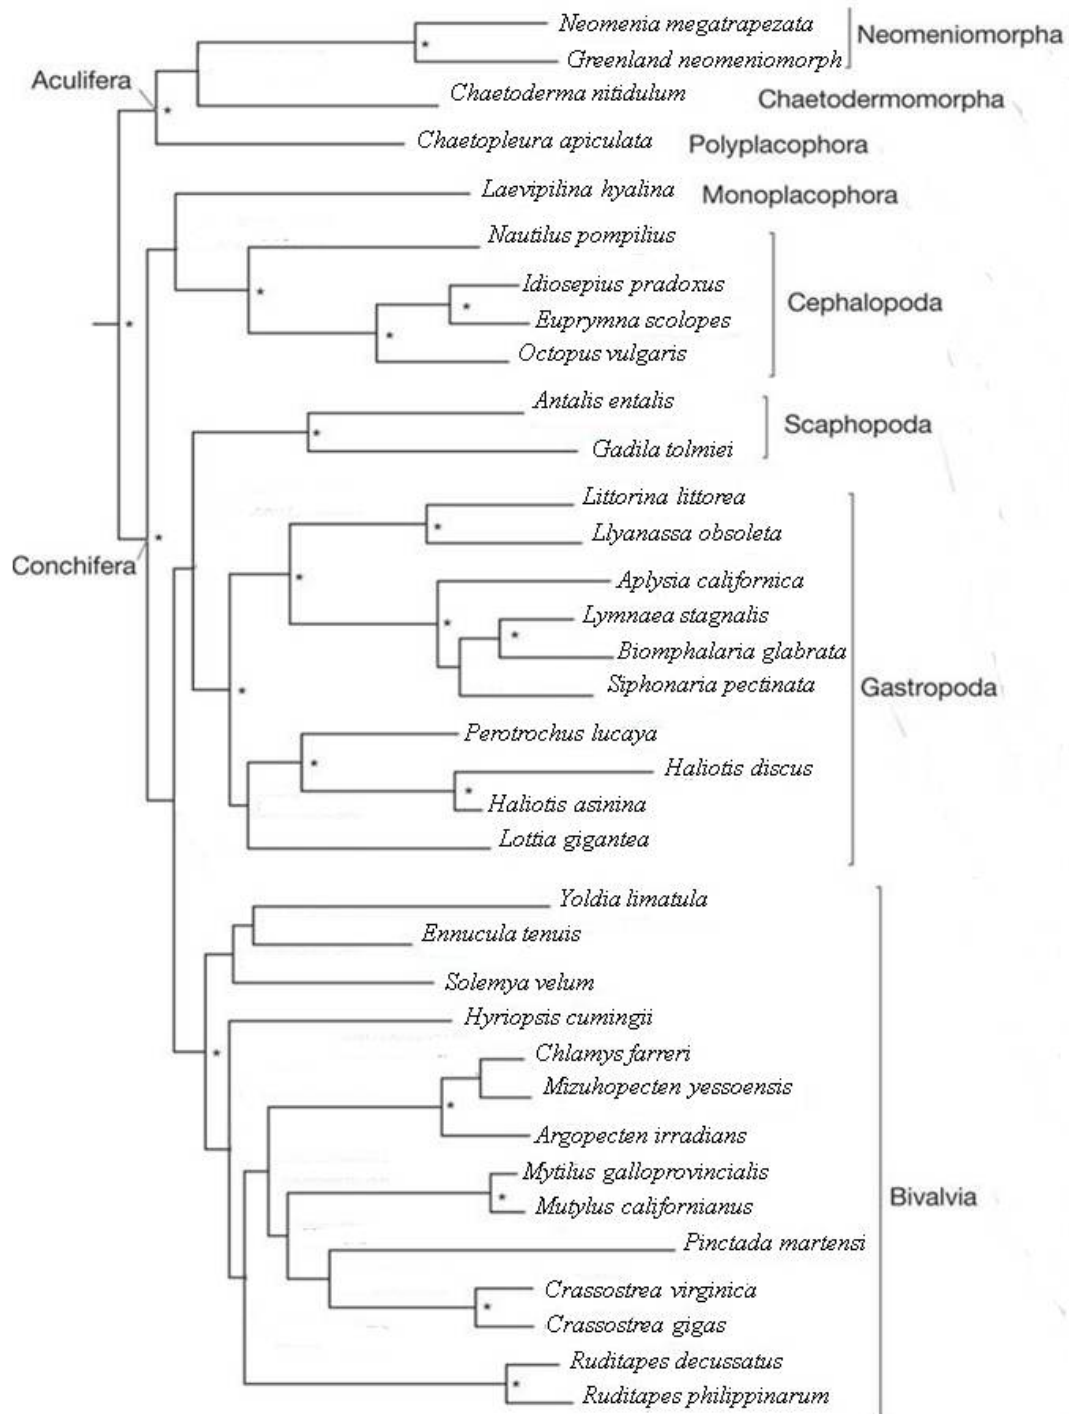 Neomenia megatrapezata
Greenland neomeniomorph
Neomeniomorpha
Aculifera
Chaetoderma nitidulum
Chaetodermomorpha
Chaetopleura apiculata
Polyplacophora
Laevipilina hyalina
Monoplacophora
Nautilus pompilius
Idiosepius pradoxus
Euprymna scolopes
Octopus vulgaris
Cephalopoda
Antalis entalis
Gadila tolmiei
Scaphopoda
Littorina littorea
Llyanassa obsoleta
Conchifera
Aplysia californica
Lymnaea stagnalis
Biomphalaria glabrata
Siphonaria pectinata
Gastropoda
Perotrochus lucaya
Haliotis discus
Haliotis asinina
Lottia gigantea
Yoldia limatula
Ennucula tenuis
Solemya velum
Hyriopsis cumingii
Chlamys farreri
Mizuhopecten yessoensis
Argopecten irradians
Mytilus galloprovincialis
Mutylus californianus
Bivalvia
Pinctada martensi
Crassostrea virginica
Crassostrea gigas
Ruditapes decussatus
Ruditapes philippinarum